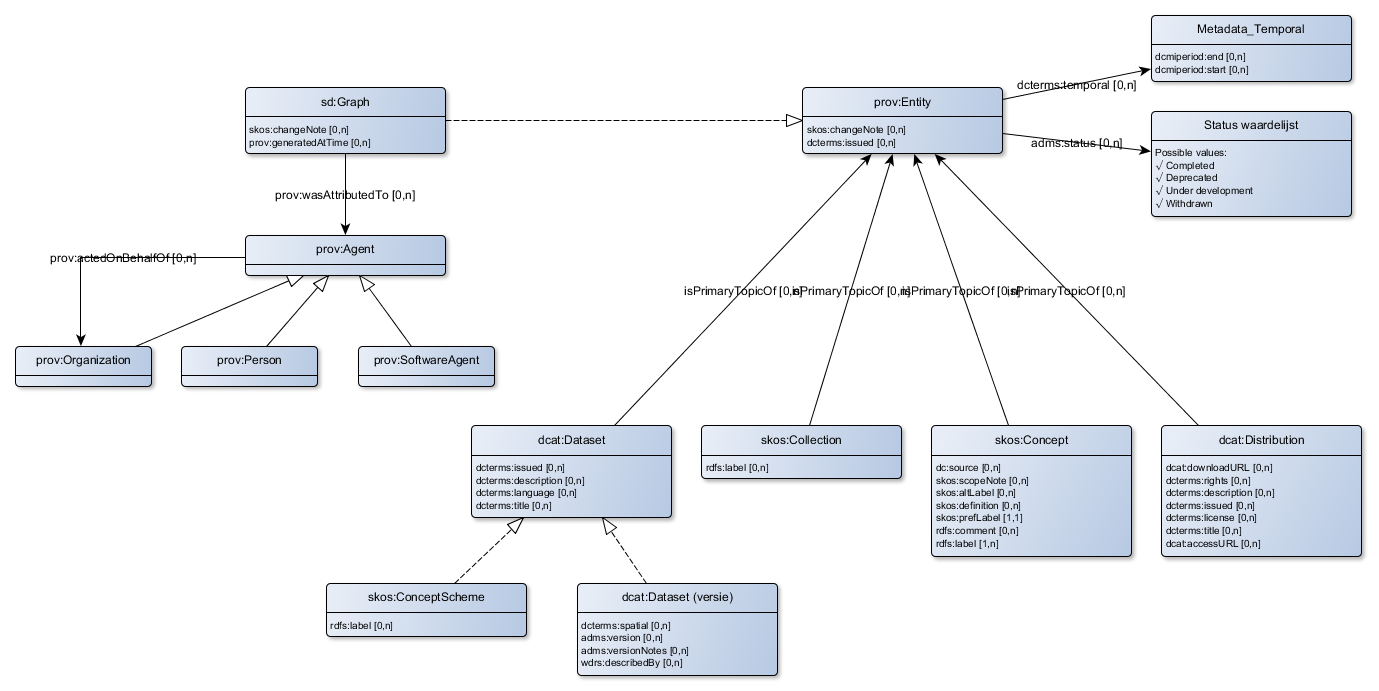 Metadata_Temporal
dcmiperiod:end [0,n]
dcmiperiod:start [0,n]
dcterms:temporal [0,n]
sd:Graph
skos:changeNote [0,n]
prov:generatedAtTime [0,n]
prov:Entity
skos:changeNote [0,n]
dcterms:issued [0,n]
adms:status [0,n]
Status waardelijst
Possible values:
√ Completed
√ Deprecated
√ Under development
√ Withdrawn
prov:wasAttributedTo [0,n]
prov:Agent
prov:actedOnBehalfOf [0,n]
prov:Organization
prov:Person
prov:SoftwareAgent
isPrimaryTopicOf [0,n]
isPrimaryTopicOf [0,n]
isPrimaryTopicOf [0,n]
isPrimaryTopicOf [0,n]
dcat:Dataset
dcterms:issued [0,n]
dcterms:description [0,n]
dcterms:language [0,n]
dcterms:title [0,n]
skos:Collection
rdfs:label [0,n]
skos:Concept
dc:source [0,n]
skos:scopeNote [0,n]
skos:altLabel [0,n]
skos:definition [0,n]
skos:prefLabel [1,1]
rdfs:comment [0,n]
rdfs:label [1,n]
dcat:Distribution
dcat:downloadURL [0,n]
dcterms:rights [0,n]
dcterms:description [0,n]
dcterms:issued [0,n]
dcterms:license [0,n]
dcterms:title [0,n]
dcat:accessURL [0,n]
skos:ConceptScheme
rdfs:label [0,n]
dcat:Dataset (versie)
dcterms:spatial [0,n]
adms:version [0,n]
adms:versionNotes [0,n]
wdrs:describedBy [0,n]